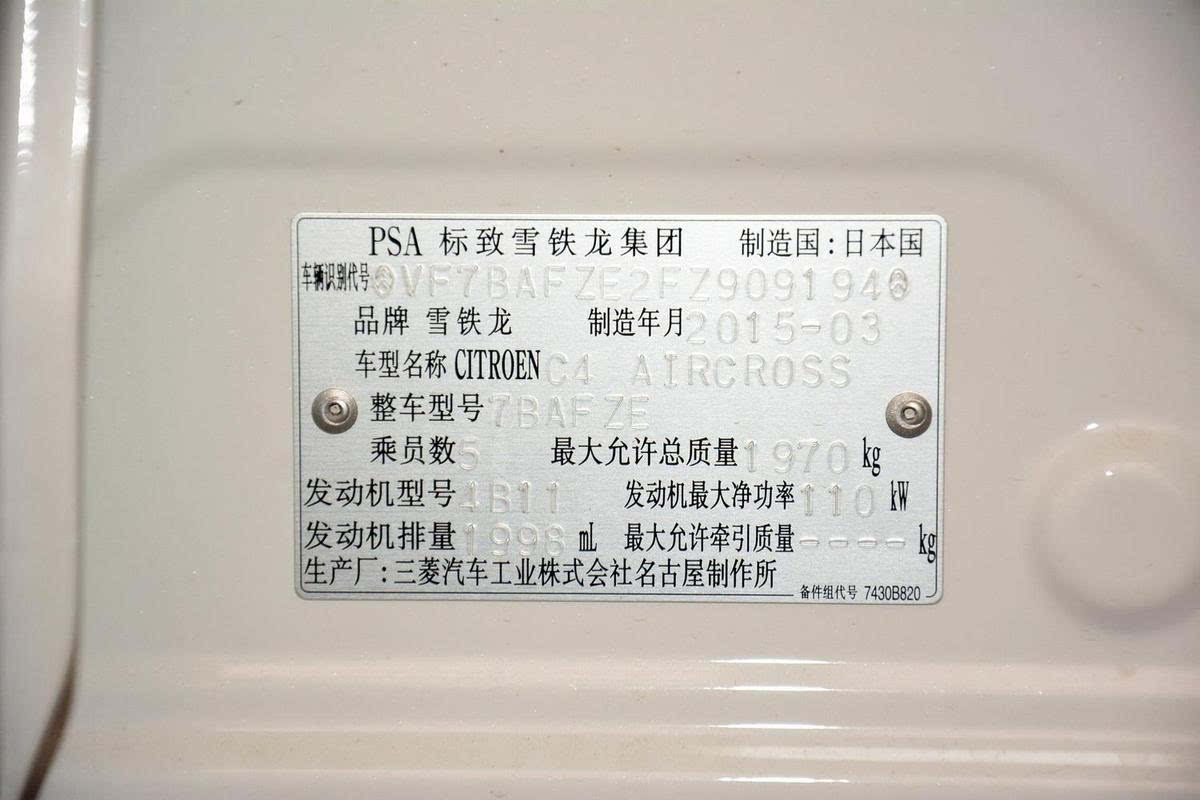 PSA 标致雪铁龙集团 制造国:日本国
车辆识别代号 VF7BAFZE2FZ909194
品牌 雪铁龙 制造年月 2015-03
车型名称 CITROEN C4 AIRCROSS
整车型号 7BAFZE
乘员数 5 最大允许总质量 1970 kg
发动机型号 4B11 发动机最大净功率 110 kW
发动机排量 1998 mL 最大允许牵引质量 ---- kg
生产厂:三菱汽车工业株式会社名古屋制作所
备件组代号 7430B820